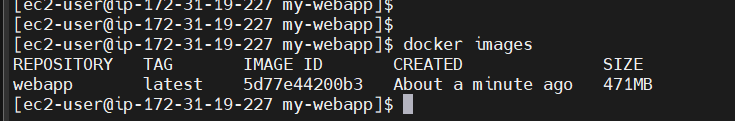 [ec2-user@ip-172-31-19-227 my-webapp]$
[ec2-user@ip-172-31-19-227 my-webapp]$
[ec2-user@ip-172-31-19-227 my-webapp]$ docker images
REPOSITORY   TAG       IMAGE ID       CREATED              SIZE
webapp       latest    5d77e44200b3   About a minute ago   471MB
[ec2-user@ip-172-31-19-227 my-webapp]$